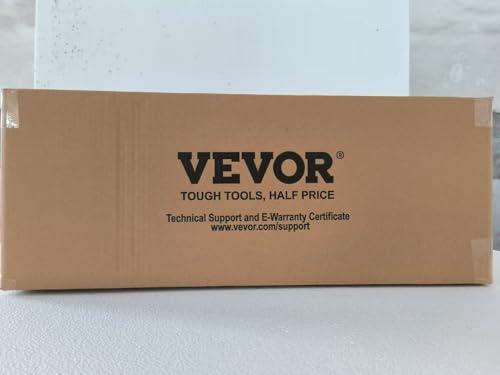 VEVOR®
TOUGH TOOLS, HALF PRICE
Technical Support and E-Warranty Certificate
www.vevor.com/support